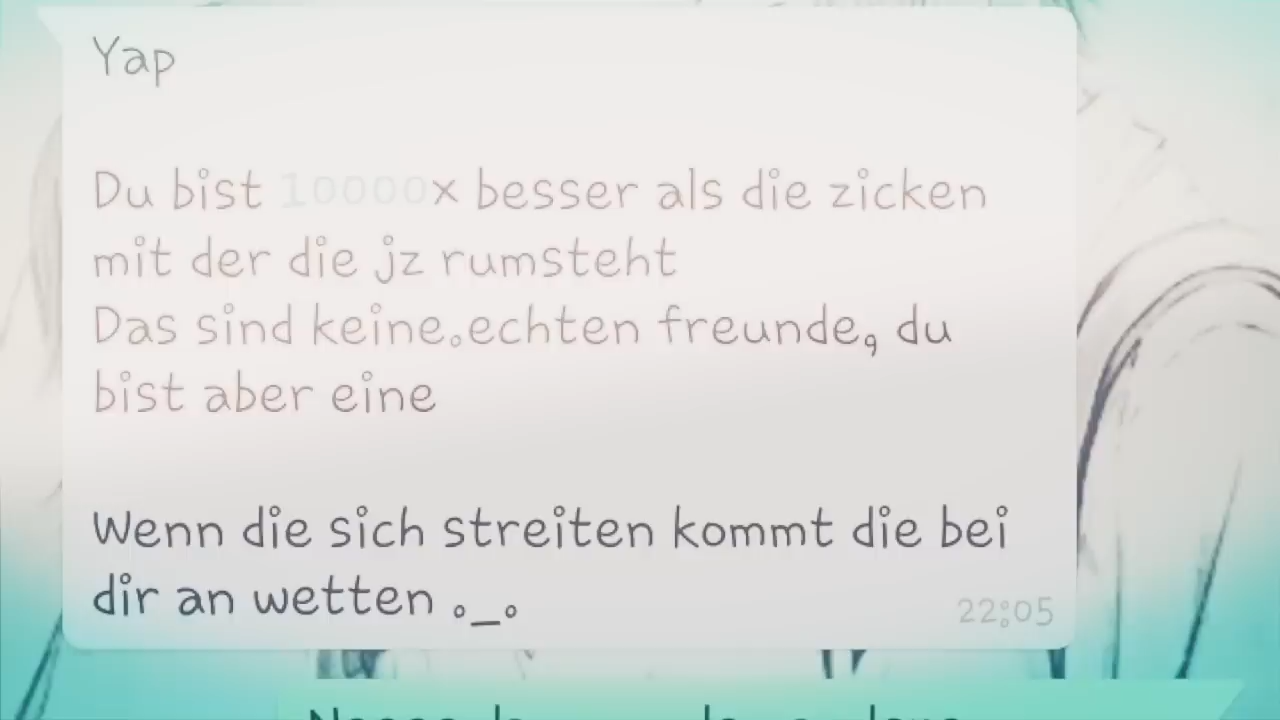 Yap
Du bist 10000x besser als die zicken
mit der die jz rumsteht
Das sind keine.echten freunde, du
bist aber eine
Wenn die sich streiten kommt die bei
dir an wetten ._.
22:05